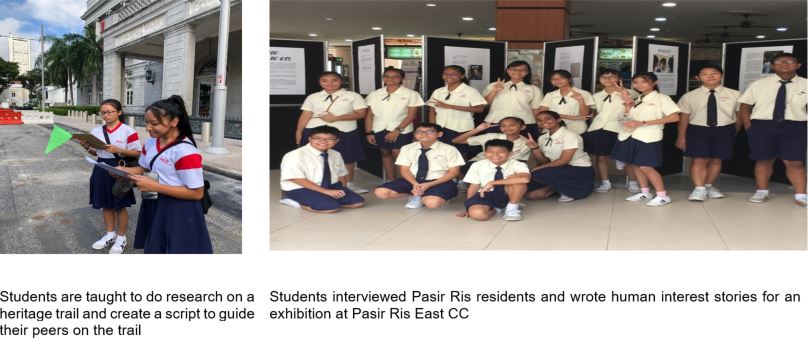 Students are taught to do research on a
heritage trail and create a script to guide
their peers on the trail
Students interviewed Pasir Ris residents and wrote human interest stories for an
exhibition at Pasir Ris East CC